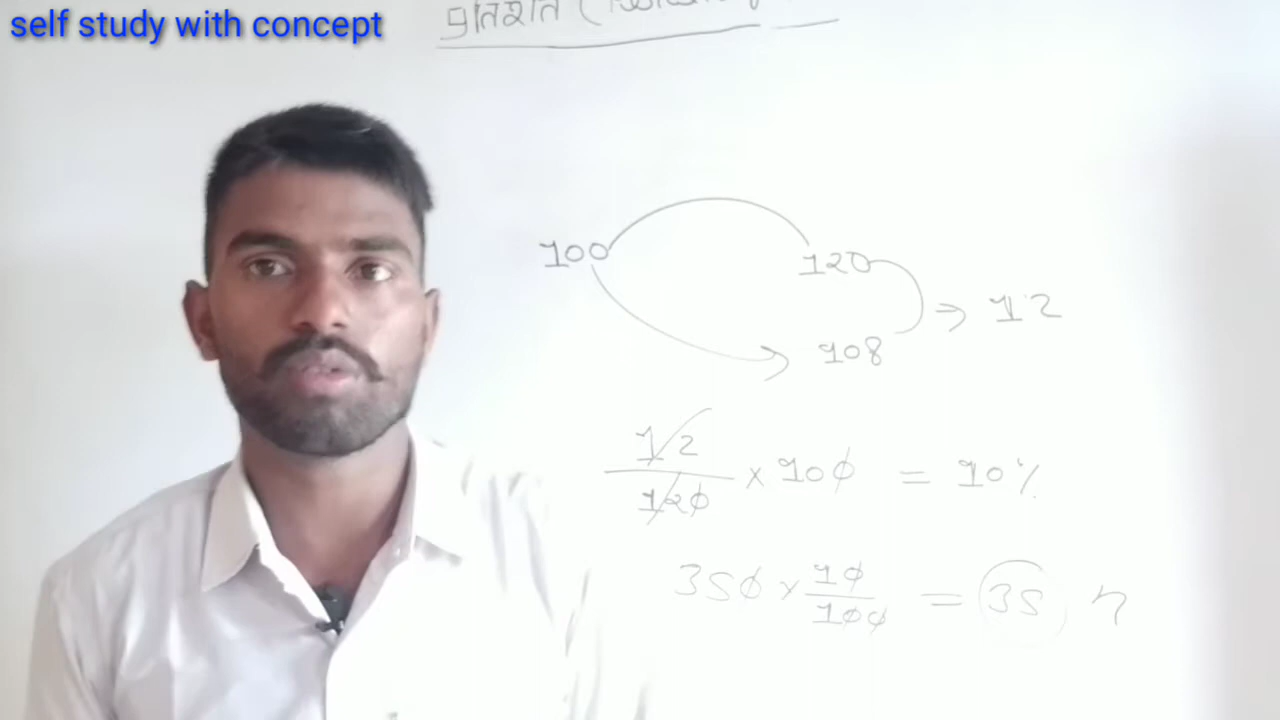 self study with concept
प्रतिशत (
100
120
108
⇒ 12
12/120 × 100 = 10%
350 × 10/100 = 35